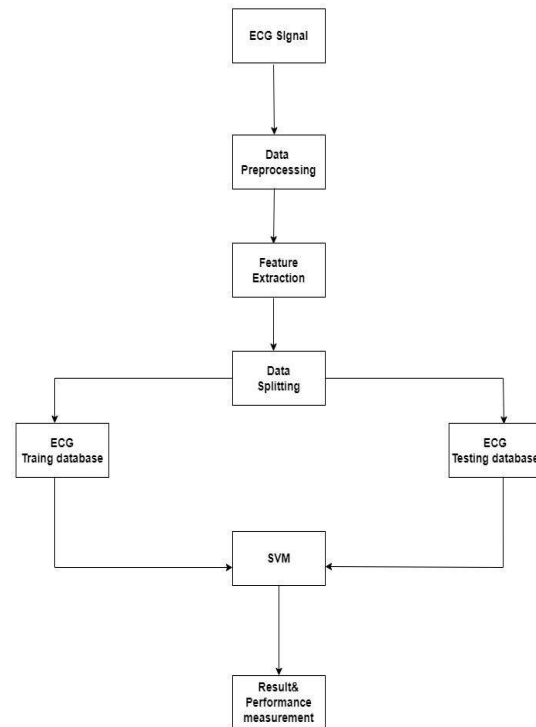 ECG Signal
Data
Preprocessing
Feature
Extraction
Data
Splitting
ECG
Traing database
ECG
Testing database
SVM
Result&
Performance
measurement